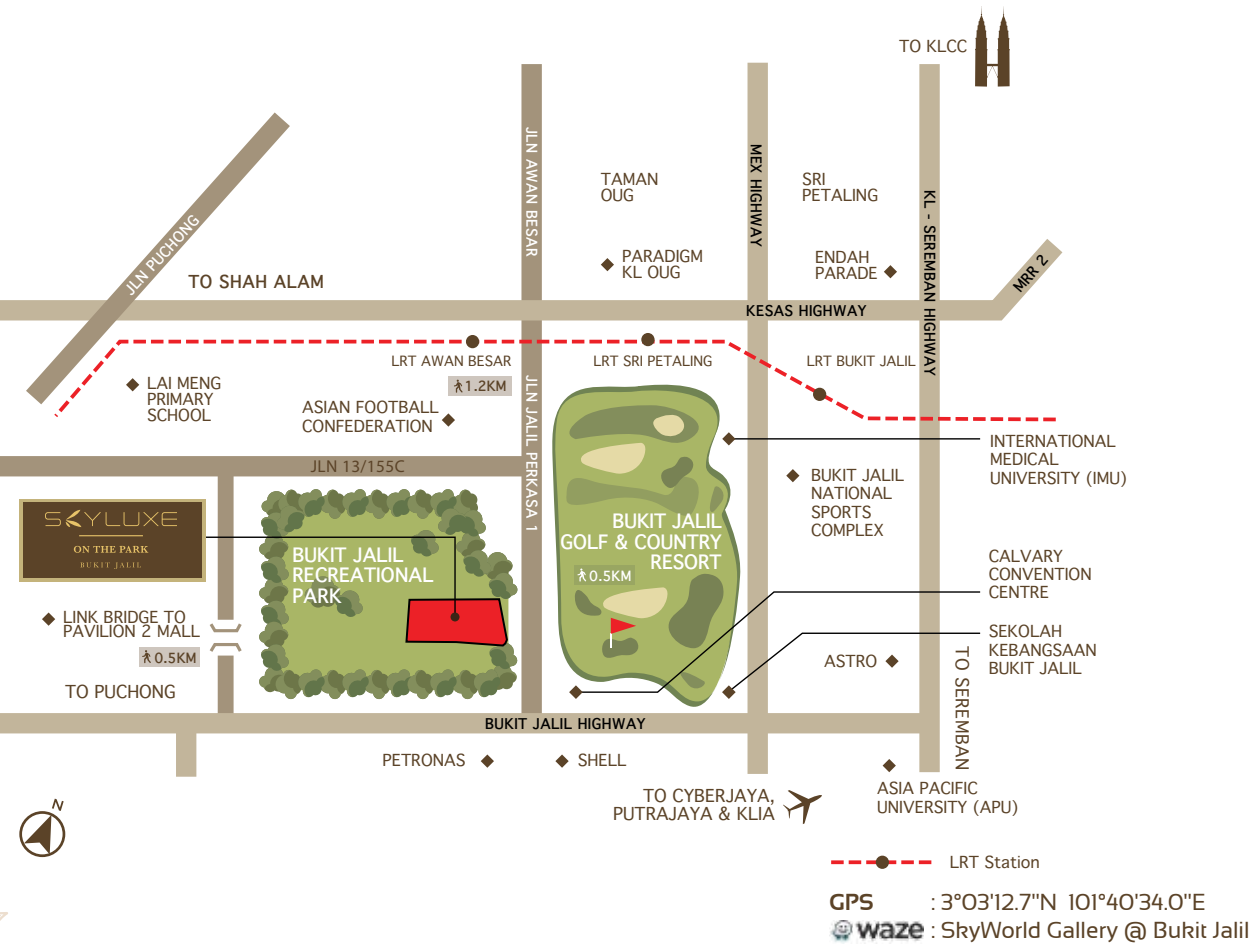 TO KLCC
JLN PUCHONG
JLN AWAN BESAR
TAMAN
OUG
MEX HIGHWAY
SRI
PETALING
KL - SEREMBAN HIGHWAY
TO SHAH ALAM
PARADIGM
KL OUG
ENDAH
PARADE
MRR 2
KESAS HIGHWAY
LRT AWAN BESAR
1.2KM
LRT SRI PETALING
LRT BUKIT JALIL
LAI MENG
PRIMARY
SCHOOL
ASIAN FOOTBALL
CONFEDERATION
JLN JALIL PERKASA 1
INTERNATIONAL
MEDICAL
UNIVERSITY (IMU)
JLN 13/155C
BUKIT JALIL
NATIONAL
SPORTS
COMPLEX
SKYLUXE
ON THE PARK
BUKIT JALIL
BUKIT JALIL
RECREATIONAL
PARK
BUKIT JALIL
GOLF & COUNTRY
RESORT
0.5KM
CALVARY
CONVENTION
CENTRE
LINK BRIDGE TO
PAVILION 2 MALL
0.5KM
SEKOLAH
KEBANGSAAN
BUKIT JALIL
ASTRO
TO PUCHONG
TO SEREMBAN
BUKIT JALIL HIGHWAY
PETRONAS
SHELL
TO CYBERJAYA,
PUTRAJAYA & KLIA
ASIA PACIFIC
UNIVERSITY (APU)
N
LRT Station
GPS : 3°03'12.7"N 101°40'34.0"E
waze : SkyWorld Gallery @ Bukit Jalil